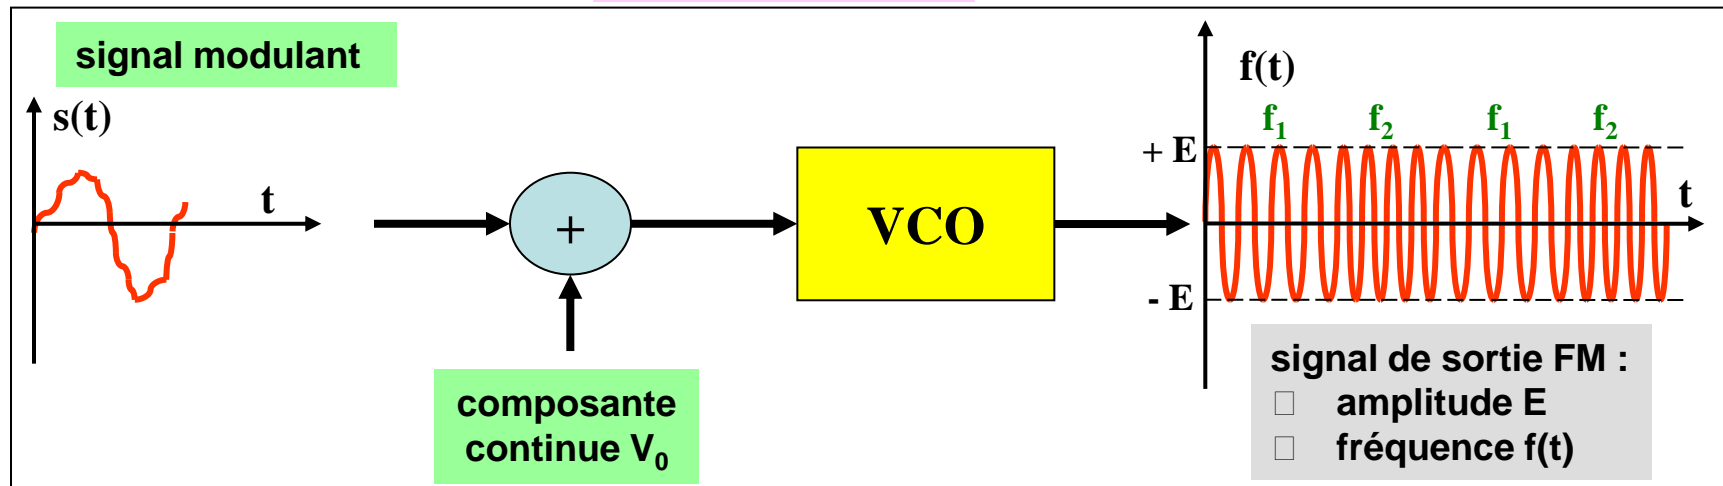 signal modulant
s(t)
t
+
composante
continue V₀
VCO
f(t)
f₁ f₂ f₁ f₂
+ E
t
- E
signal de sortie FM :
□ amplitude E
□ fréquence f(t)